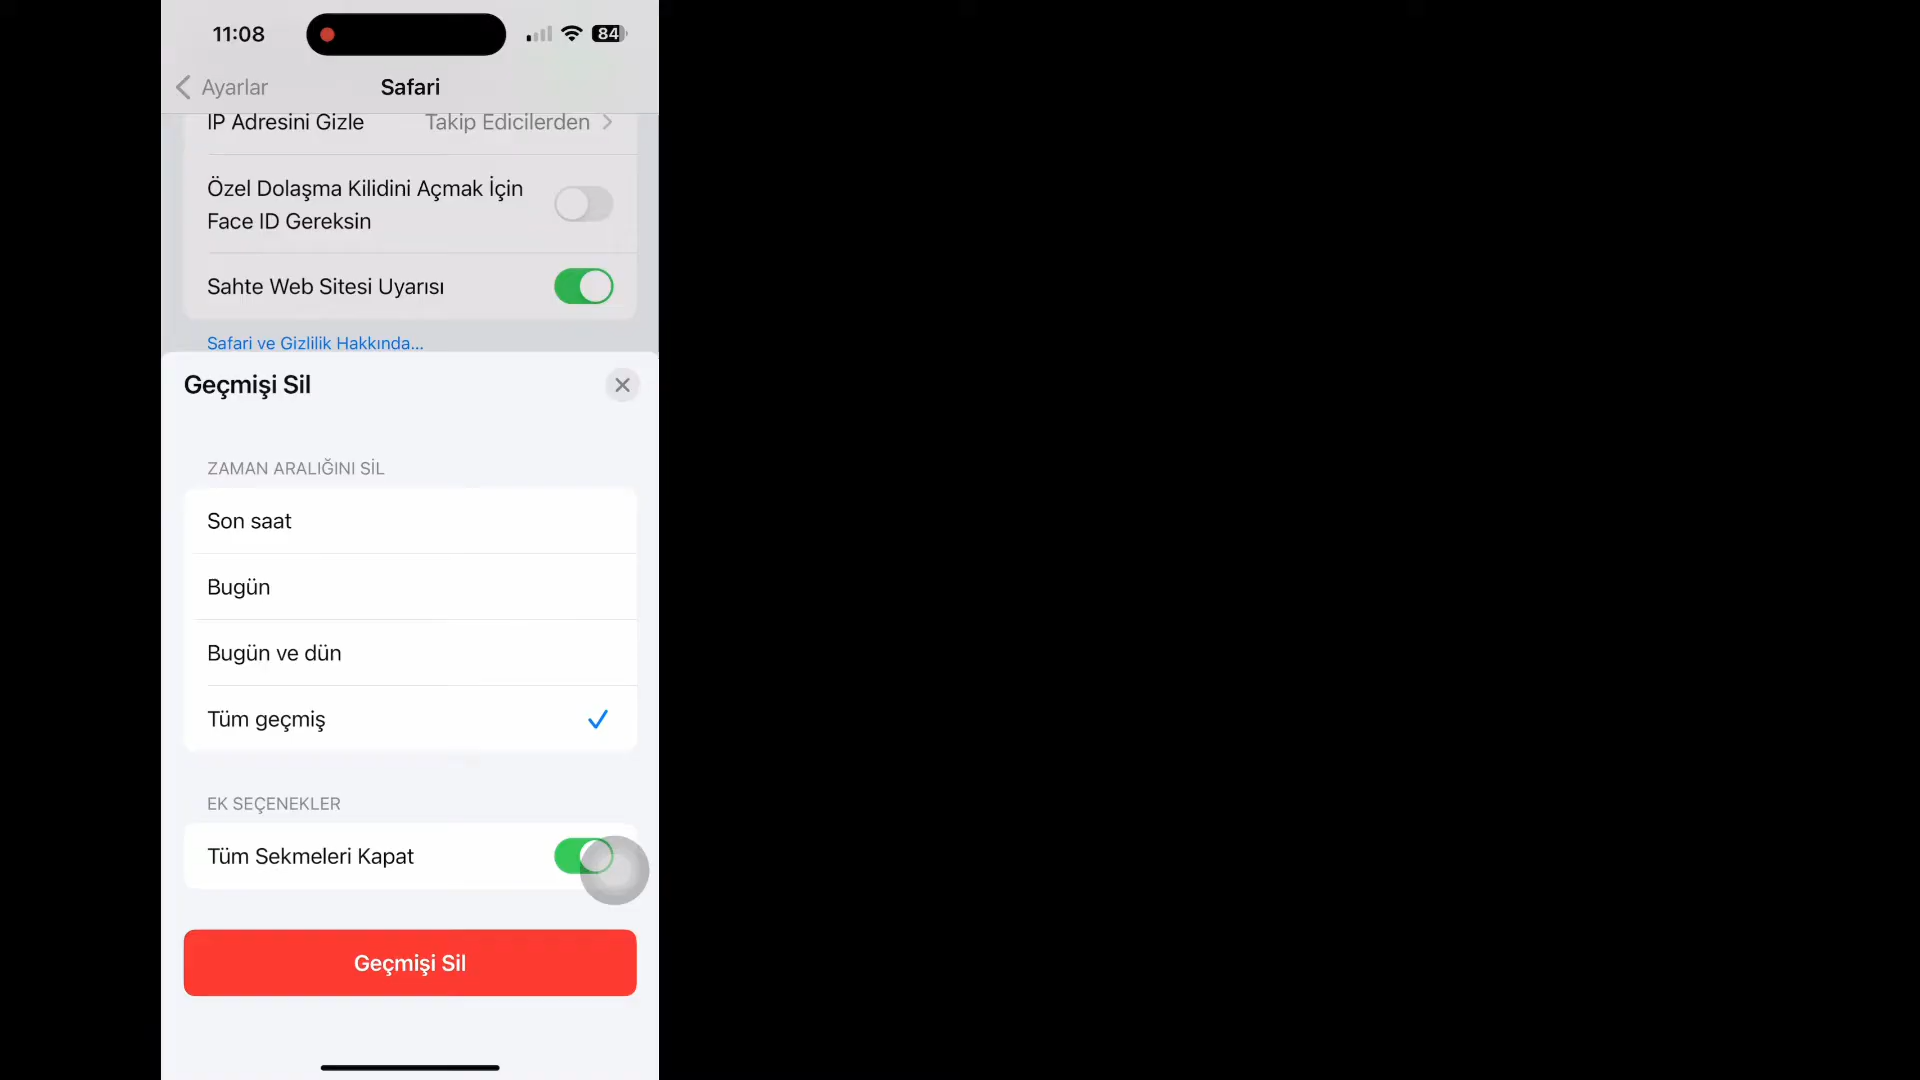 11:08
84
Ayarlar
Safari
IP Adresini Gizle
Takip Edicilerden
Özel Dolaşma Kilidini Açmak İçin
Face ID Gereksin
Sahte Web Sitesi Uyarısı
Safari ve Gizlilik Hakkında...
Geçmişi Sil
ZAMAN ARALIĞINI SİL
Son saat
Bugün
Bugün ve dün
Tüm geçmiş
EK SEÇENEKLER
Tüm Sekmeleri Kapat
Geçmişi Sil